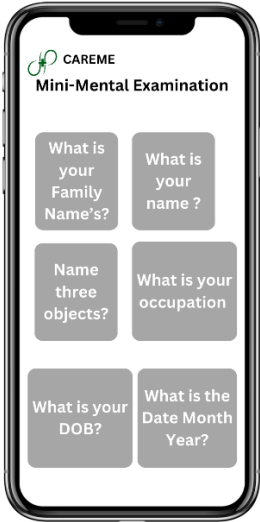 CAREME
Mini-Mental Examination
What is
your
Family
Name's?
What is
your
name ?
Name
three
objects?
What is your
occupation
What is your
DOB?
What is the
Date Month
Year?